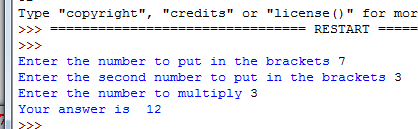 Type "copyright", "credits" or "license()" for mor
>>> ================================ RESTART =====
>>>
Enter the number to put in the brackets 7
Enter the second number to put in the brackets 3
Enter the number to multiply 3
Your answer is  12
>>>